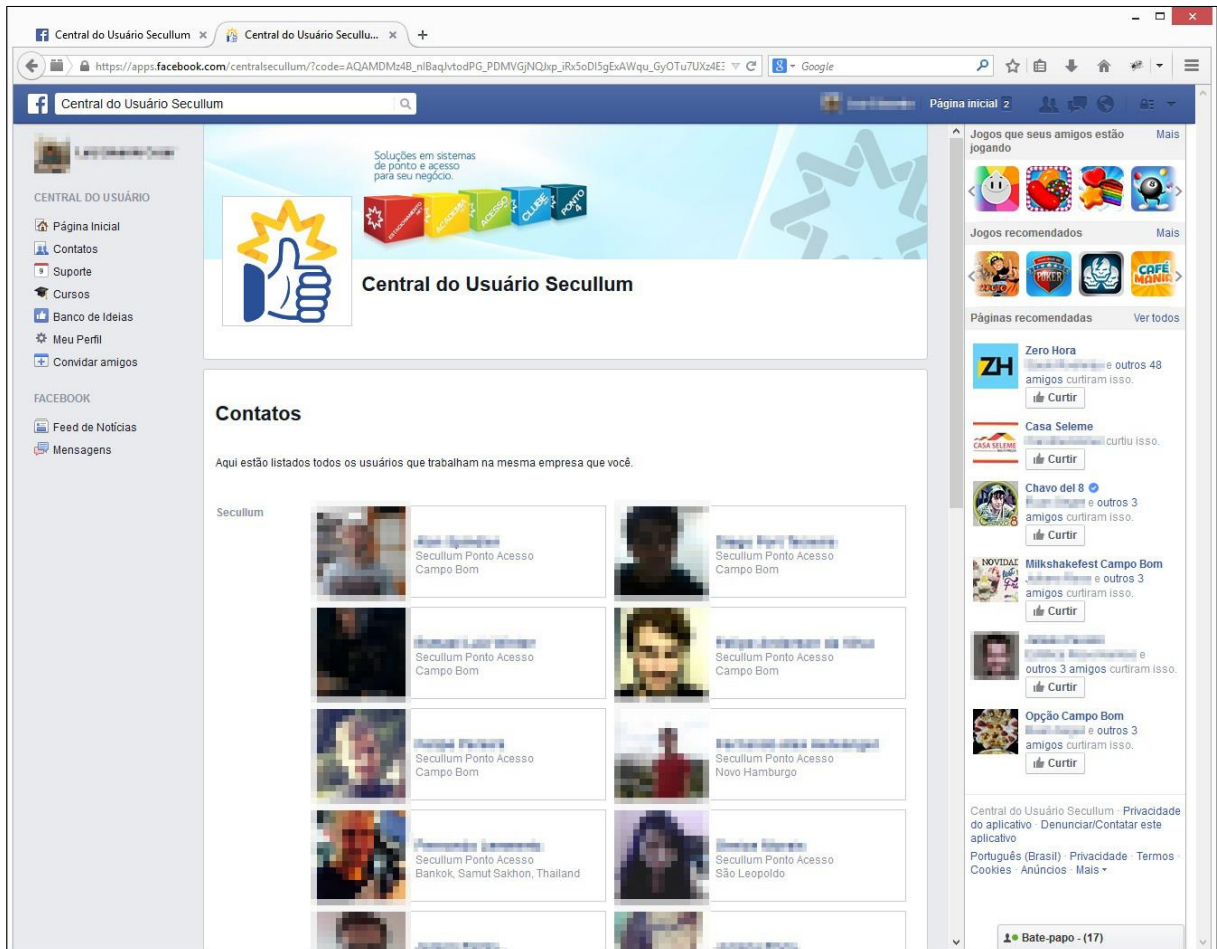 Central do Usuário Secullum
Central do Usuário Secullu...
https://apps.facebook.com/centralsecullum/?code=AQAMDMz4B_nlBaqJvtodPG_PDMVGjNQJxp_iRx5oDI5gExAWqu_GyOTu7UXz4E
Google
Central do Usuário Secullum
Página inicial 2
CENTRAL DO USUÁRIO
Página Inicial
Contatos
Suporte
Cursos
Banco de Ideias
Meu Perfil
Convidar amigos
FACEBOOK
Feed de Notícias
Mensagens
Soluções em sistemas
de ponto e acesso
para seu negócio.
ESTACIONAMENTO
ACADEMIA
ACESSO
CLUBE
PONTO 4
Central do Usuário Secullum
Contatos
Aqui estão listados todos os usuários que trabalham na mesma empresa que você.
Secullum
Secullum Ponto Acesso
Campo Bom
Secullum Ponto Acesso
Campo Bom
Secullum Ponto Acesso
Campo Bom
Secullum Ponto Acesso
Campo Bom
Secullum Ponto Acesso
Campo Bom
Secullum Ponto Acesso
Novo Hamburgo
Secullum Ponto Acesso
Bankok, Samut Sakhon, Thailand
Secullum Ponto Acesso
São Leopoldo
Jogos que seus amigos estão
jogando
Mais
Jogos recomendados
Mais
POKER
CAFÉ
MANIA
Páginas recomendadas
Ver todos
ZH
Zero Hora
e outros 48
amigos curtiram isso.
Curtir
CASA SELEME
Casa Seleme
curtiu isso.
Curtir
Chavo del 8
e outros 3
amigos curtiram isso.
Curtir
Milkshakefest Campo Bom
e outros 3
amigos curtiram isso.
Curtir
e
outros 3 amigos curtiram isso.
Curtir
Opção Campo Bom
e outros 3
amigos curtiram isso.
Curtir
Central do Usuário Secullum · Privacidade
do aplicativo · Denunciar/Contatar este
aplicativo
Português (Brasil) · Privacidade · Termos ·
Cookies · Anúncios · Mais
Bate-papo - (17)